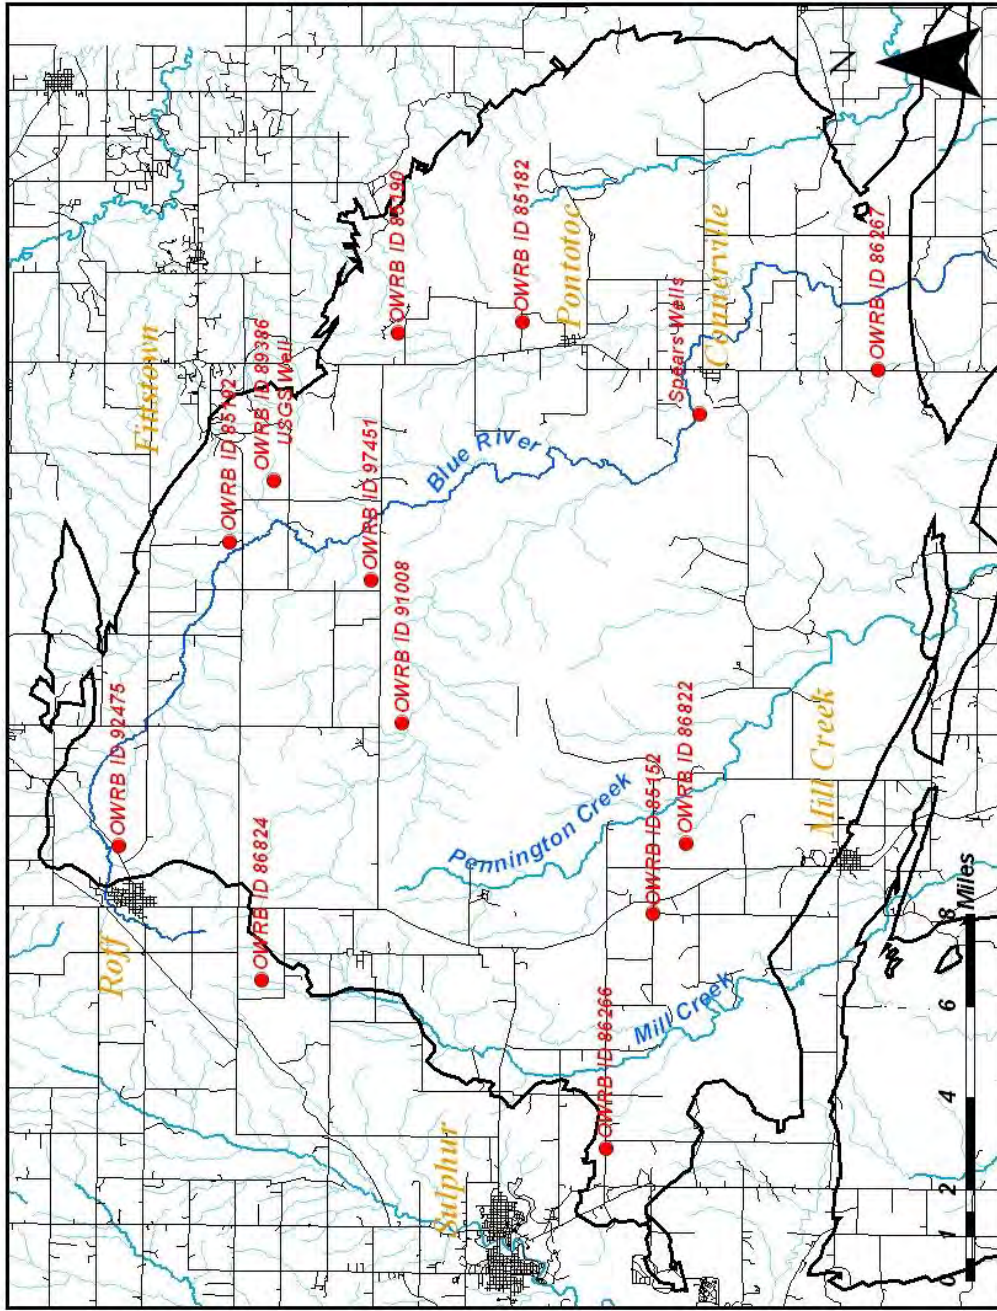 Roff
OWRB ID 92475
Fittstown
OWRB ID 85192
OWRB ID 89386
USGS Well
OWRB ID 86824
OWRB ID 97451
OWRB ID 91008
OWRB ID 85190
Blue River
Sulphur
Pennington Creek
OWRB ID 85182
Pontotoc
OWRB ID 86266
Mill Creek
OWRB ID 85152
OWRB ID 86822
Spears Wells
Connerville
Mill Creek
OWRB ID 86267
N
0
1
2
4
6
8
Miles